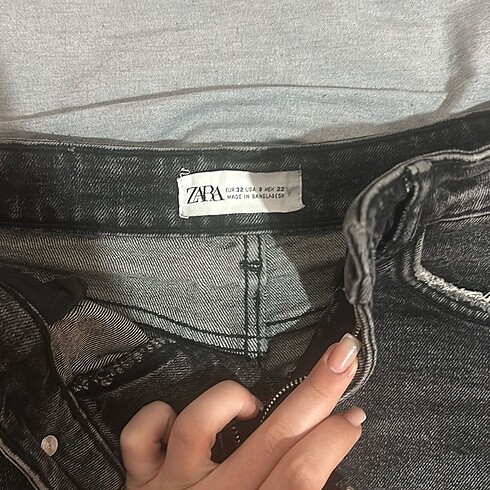 ZARA
EUR 32 USA 0 MEX 22
MADE IN BANGLADESH